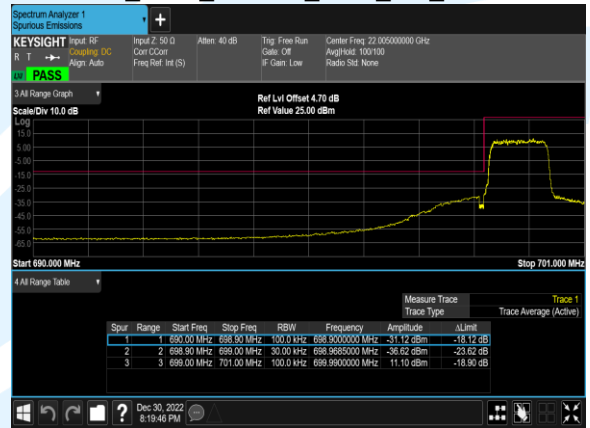 Spectrum Analyzer 1
Spurious Emissions
KEYSIGHT Input: RF Input Z: 50 Ω Atten: 40 dB Trig: Free Run Center Freq: 22.005000000 GHz
R T Coupling: DC Corr CCorr Gate: Off Avg|Hold: 100/100
Align: Auto Freq Ref: Int (S) IF Gain: Low Radio Std: None
PASS
3 All Range Graph
Ref Lvl Offset 4.70 dB
Scale/Div 10.0 dB Ref Value 25.00 dBm
Log
15.0
5.00
-5.00
-15.0
-25.0
-35.0
-45.0
-55.0
-65.0
Start 690.000 MHz Stop 701.000 MHz
4 All Range Table
Measure Trace Trace 1
Trace Type Trace Average (Active)
Spur Range Start Freq Stop Freq RBW Frequency Amplitude ΔLimit
1 1 690.00 MHz 698.90 MHz 100.0 kHz 698.9000000 MHz -31.12 dBm -18.12 dB
2 2 698.90 MHz 699.00 MHz 30.00 kHz 698.9685000 MHz -36.62 dBm -23.62 dB
3 3 699.00 MHz 701.00 MHz 100.0 kHz 699.9900000 MHz 11.10 dBm -18.90 dB
? Dec 30, 2022
8:19:46 PM